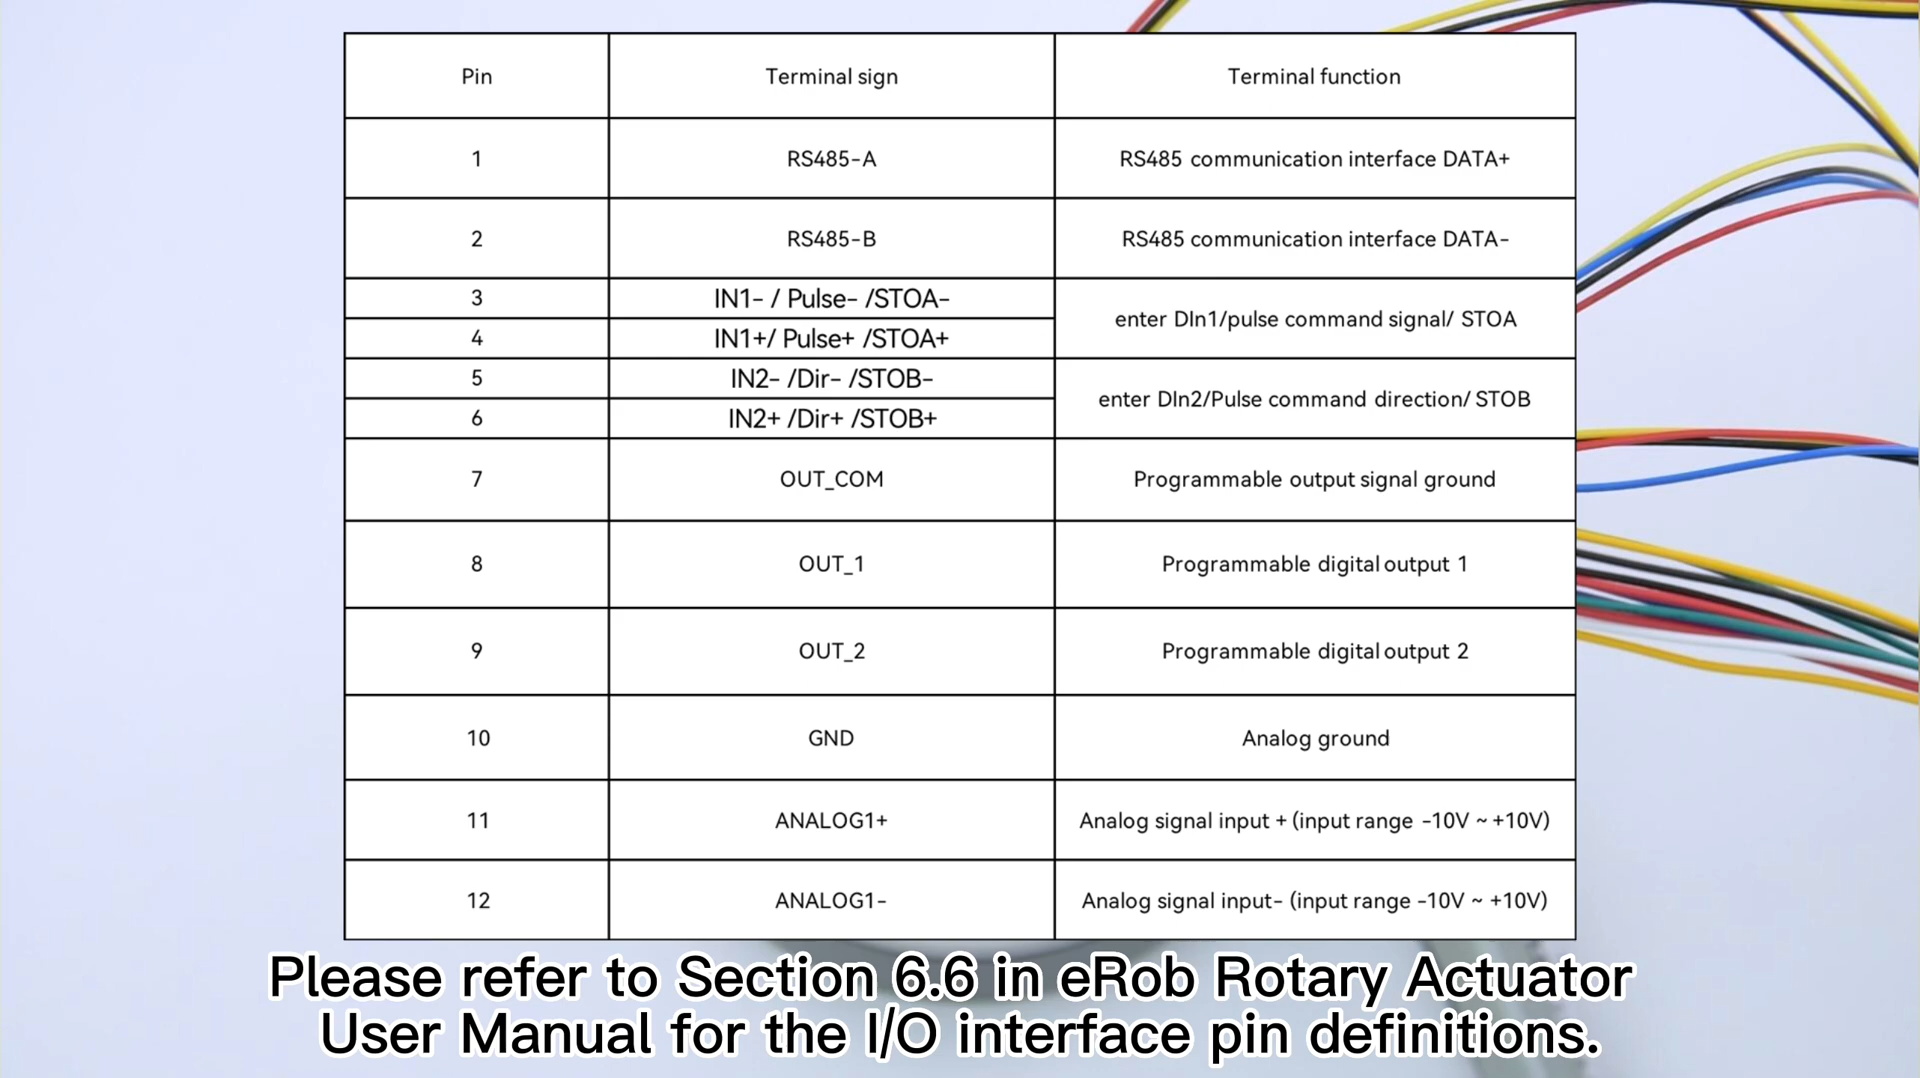 Pin Terminal sign Terminal function
1 RS485-A RS485 communication interface DATA+
2 RS485-B RS485 communication interface DATA-
3 IN1- / Pulse- /STOA-
enter DIn1/pulse command signal/ STOA
4 IN1+/ Pulse+ /STOA+
5 IN2- /Dir- /STOB-
enter DIn2/Pulse command direction/ STOB
6 IN2+ /Dir+ /STOB+
7 OUT_COM Programmable output signal ground
8 OUT_1 Programmable digital output 1
9 OUT_2 Programmable digital output 2
10 GND Analog ground
11 ANALOG1+ Analog signal input + (input range -10V ~ +10V)
12 ANALOG1- Analog signal input- (input range -10V ~ +10V)
Please refer to Section 6.6 in eRob Rotary Actuator
User Manual for the I/O interface pin definitions.